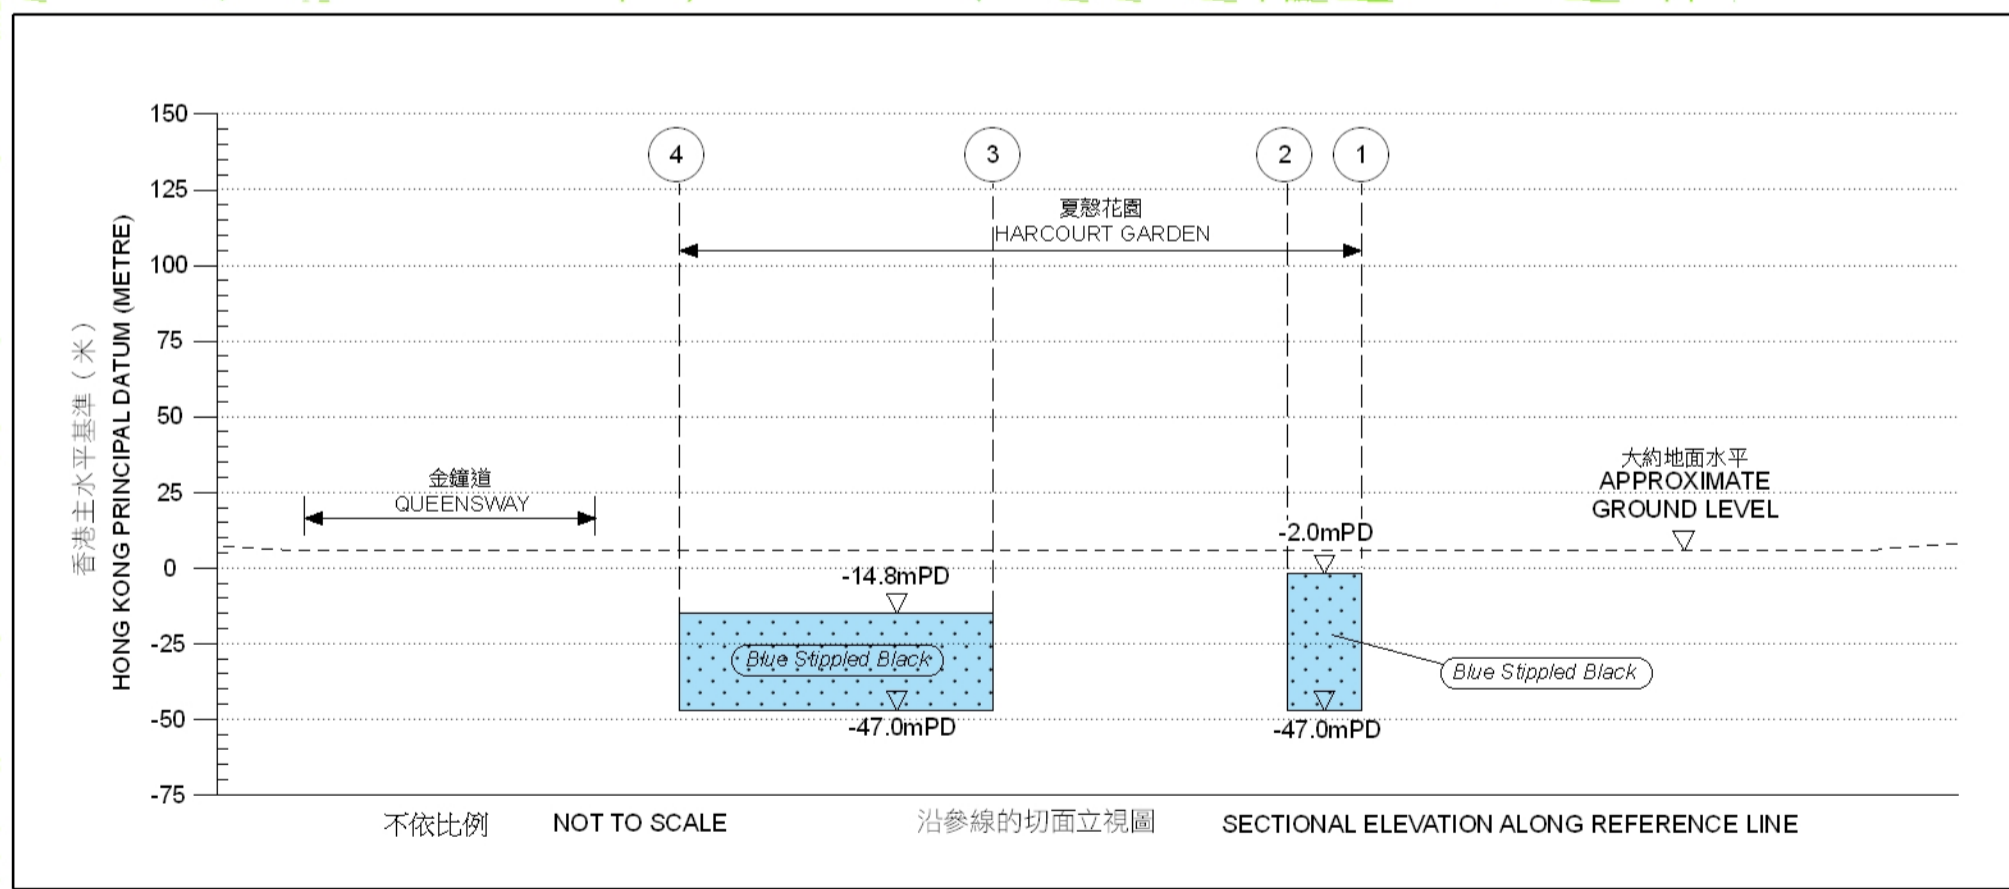 150
125
100
75
50
25
0
-25
-50
-75
香港主水平基準（米）
HONG KONG PRINCIPAL DATUM (METRE)
4
3
2
1
夏慤花園
HARCOURT GARDEN
金鐘道
QUEENSWAY
大約地面水平
APPROXIMATE
GROUND LEVEL
-2.0mPD
-14.8mPD
Blue Stippled Black
Blue Stippled Black
-47.0mPD
-47.0mPD
不依比例 NOT TO SCALE 沿參線的切面立視圖 SECTIONAL ELEVATION ALONG REFERENCE LINE